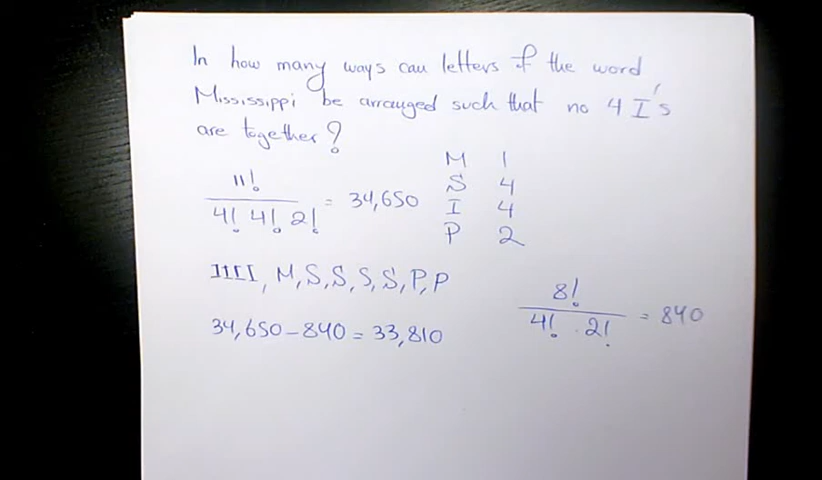 In how many ways can letters of the word
Mississippi be arranged such that no 4 I's
are together?
M 1
S 4
I 4
P 2
11! / 4! 4! 2! = 34,650
IIII, M, S, S, S, S, P, P
8! / 4! · 2! = 840
34,650 - 840 = 33,810